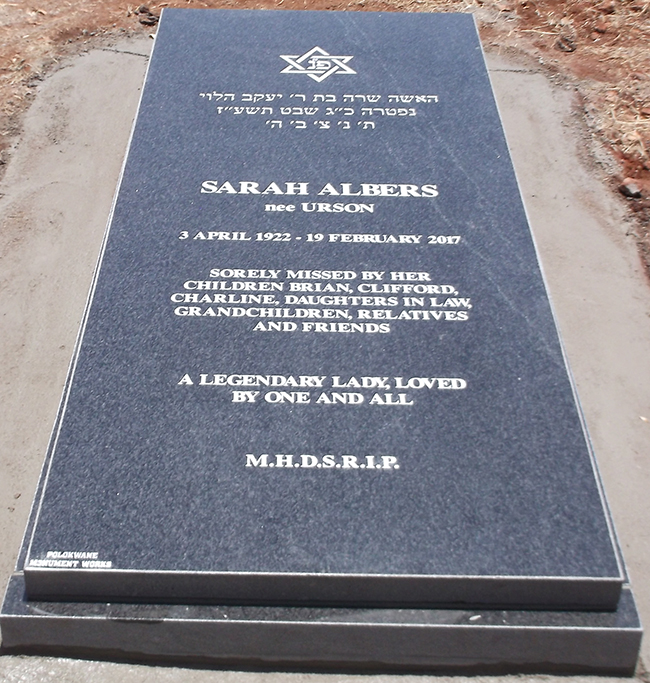 פנ
האשה שרה בת ר׳ יעקב הלוי
נפטרה כ״ג שבט תשע״ז
ת׳ נ׳ צ׳ ב׳ ה׳
SARAH ALBERS
nee URSON
3 APRIL 1922 - 19 FEBRUARY 2017
SORELY MISSED BY HER
CHILDREN BRIAN, CLIFFORD,
CHARLINE, DAUGHTERS IN LAW,
GRANDCHILDREN, RELATIVES
AND FRIENDS
A LEGENDARY LADY, LOVED
BY ONE AND ALL
M.H.D.S.R.I.P.
POLOKWANE
MONUMENT WORKS